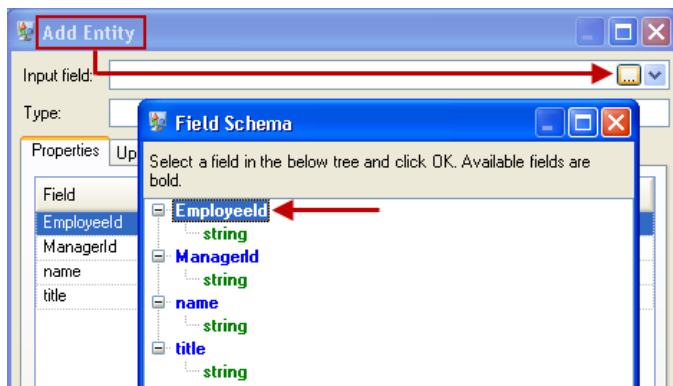 Add Entity
Input field:
...
Type:
Properties Up
Field
EmployeeId
ManagerId
name
title
Field Schema
Select a field in the below tree and click OK. Available fields are
bold.
EmployeeId
string
ManagerId
string
name
string
title
string